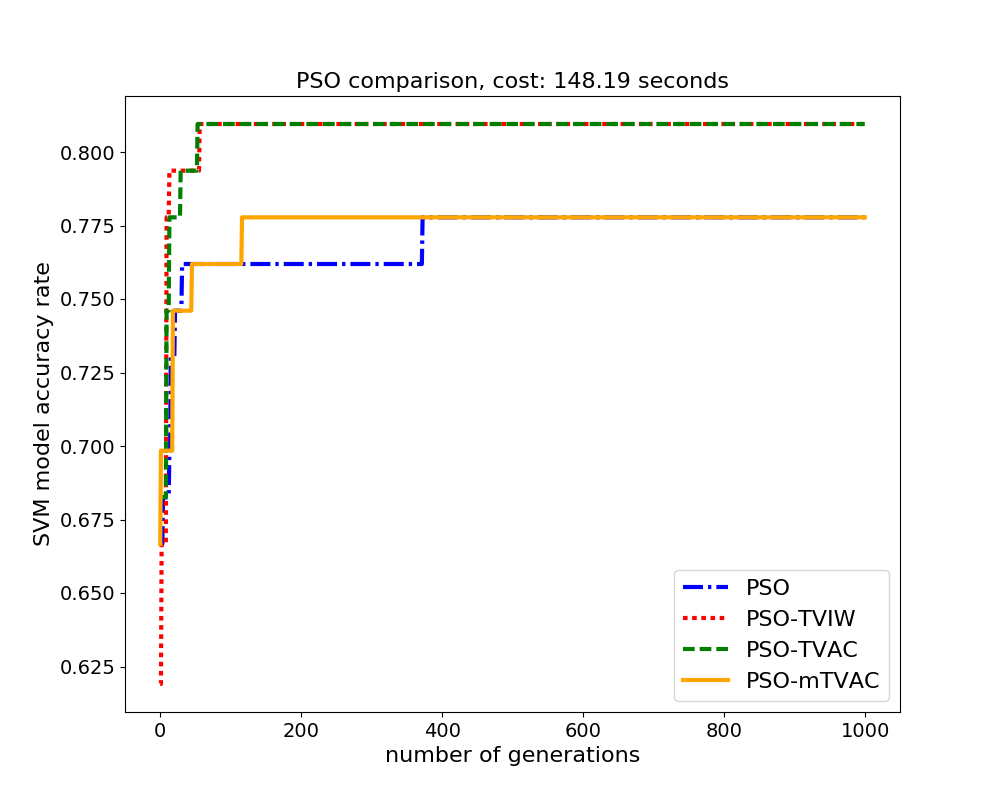 PSO comparison, cost: 148.19 seconds
SVM model accuracy rate
0.800
0.775
0.750
0.725
0.700
0.675
0.650
0.625
0 200 400 600 800 1000
number of generations
PSO
PSO-TVIW
PSO-TVAC
PSO-mTVAC